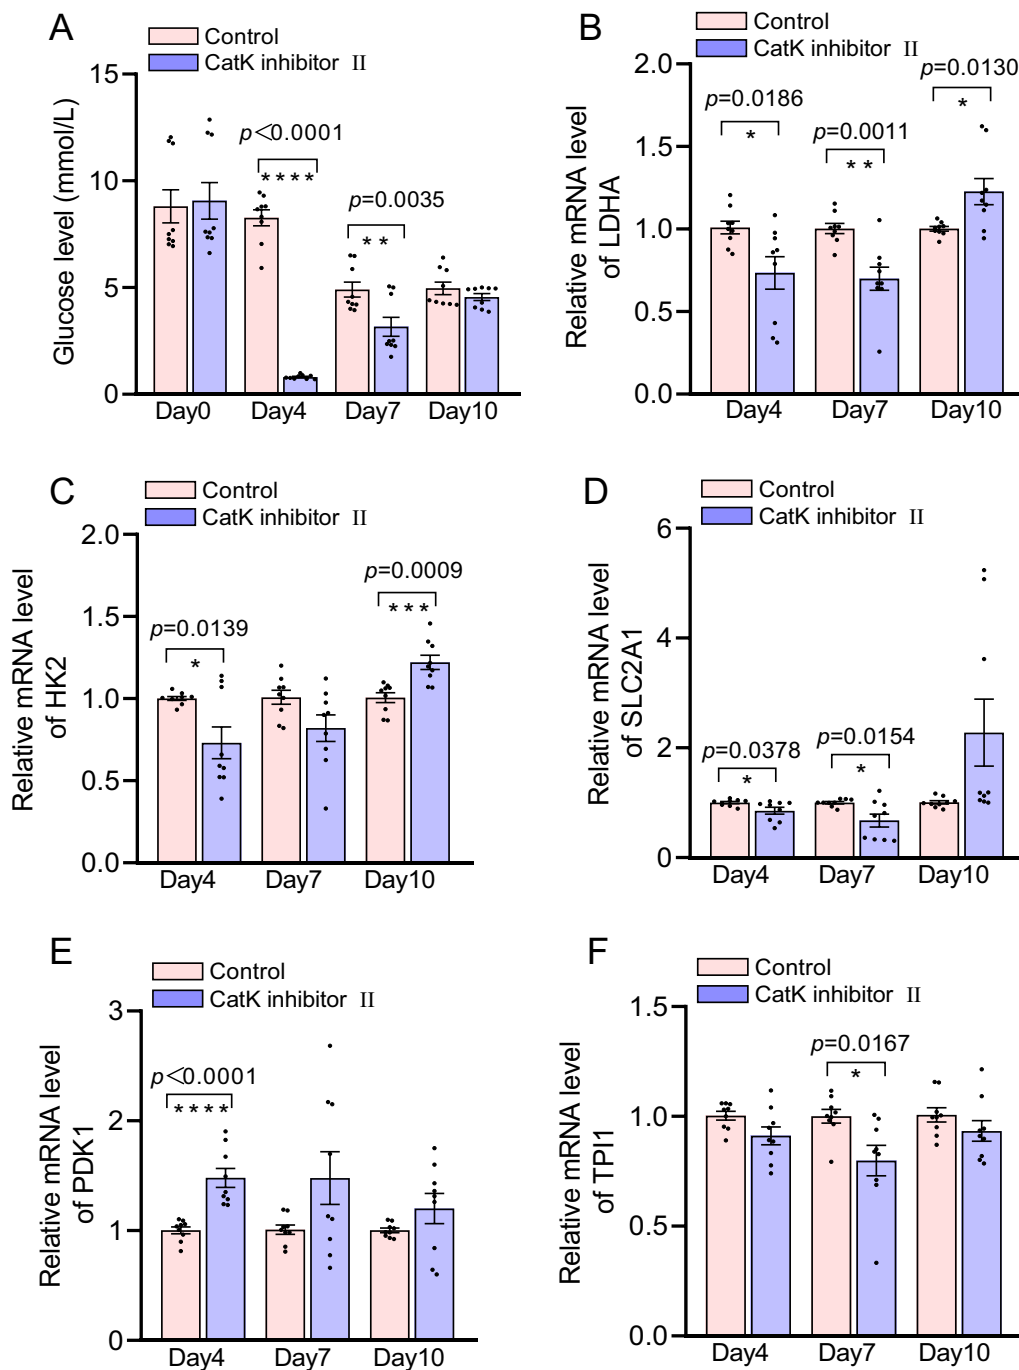 A
Control
CatK inhibitor II
Glucose level (mmol/L)
15
10
5
0
p<0.0001
****
p=0.0035
**
Day0 Day4 Day7 Day10
B
Control
CatK inhibitor II
Relative mRNA level
of LDHA
2.0
1.5
1.0
0.5
0.0
p=0.0186
*
p=0.0011
**
p=0.0130
*
Day4 Day7 Day10
C
Control
CatK inhibitor II
Relative mRNA level
of HK2
2.0
1.5
1.0
0.5
0.0
p=0.0139
*
p=0.0009
***
Day4 Day7 Day10
D
Control
CatK inhibitor II
Relative mRNA level
of SLC2A1
6
4
2
0
p=0.0378
*
p=0.0154
*
Day4 Day7 Day10
E
Control
CatK inhibitor II
Relative mRNA level
of PDK1
3
2
1
0
p<0.0001
****
Day4 Day7 Day10
F
Control
CatK inhibitor II
Relative mRNA level
of TPI1
1.5
1.0
0.5
0.0
p=0.0167
*
Day4 Day7 Day10